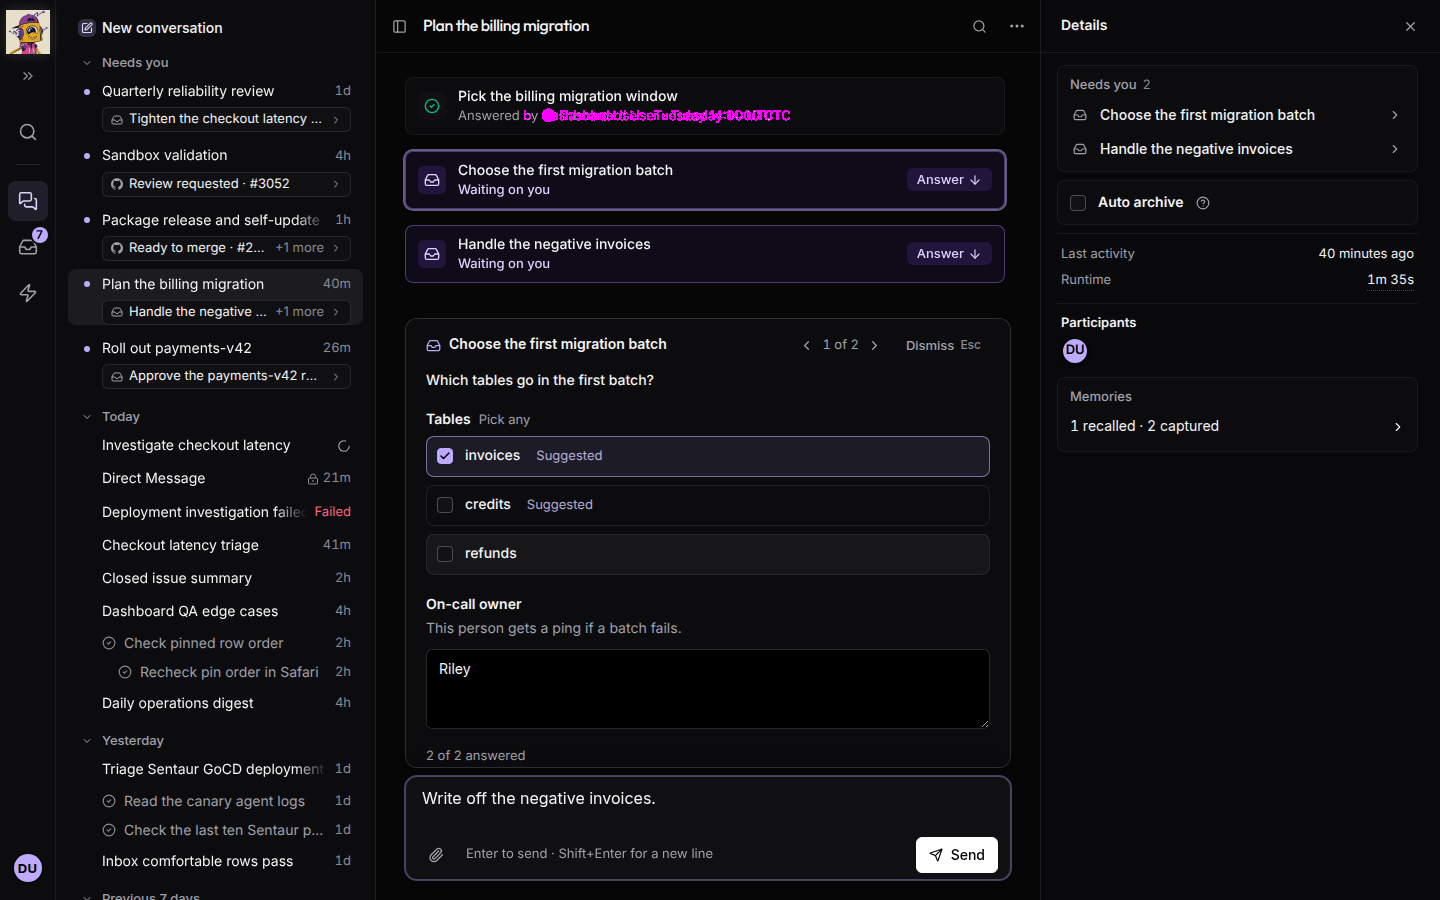 New conversation
Needs you
Quarterly reliability review 1d
Tighten the checkout latency ...
Sandbox validation 4h
Review requested · #3052
Package release and self-update 1h
Ready to merge · #2... +1 more
Plan the billing migration 40m
Handle the negative ... +1 more
Roll out payments-v42 26m
Approve the payments-v42 r...
Today
Investigate checkout latency
Direct Message 21m
Deployment investigation failed Failed
Checkout latency triage 41m
Closed issue summary 2h
Dashboard QA edge cases 4h
Check pinned row order 2h
Recheck pin order in Safari 2h
Daily operations digest 4h
Yesterday
Triage Sentaur GoCD deployment 1d
Read the canary agent logs 1d
Check the last ten Sentaur p... 1d
Inbox comfortable rows pass 1d
Previous 7 days
7
DU
Plan the billing migration
Pick the billing migration window
Answered by
Choose the first migration batch
Waiting on you
Answer ↓
Handle the negative invoices
Waiting on you
Answer ↓
Choose the first migration batch
1 of 2
Dismiss Esc
Which tables go in the first batch?
Tables Pick any
invoices Suggested
credits Suggested
refunds
On-call owner
This person gets a ping if a batch fails.
Riley
2 of 2 answered
Write off the negative invoices.
Enter to send · Shift+Enter for a new line
Send
Details
Needs you 2
Choose the first migration batch
Handle the negative invoices
Auto archive
Last activity 40 minutes ago
Runtime 1m 35s
Participants
DU
Memories
1 recalled · 2 captured